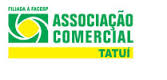 FILIADA À FACESP
ASSOCIAÇÃO
COMERCIAL
TATUÍ